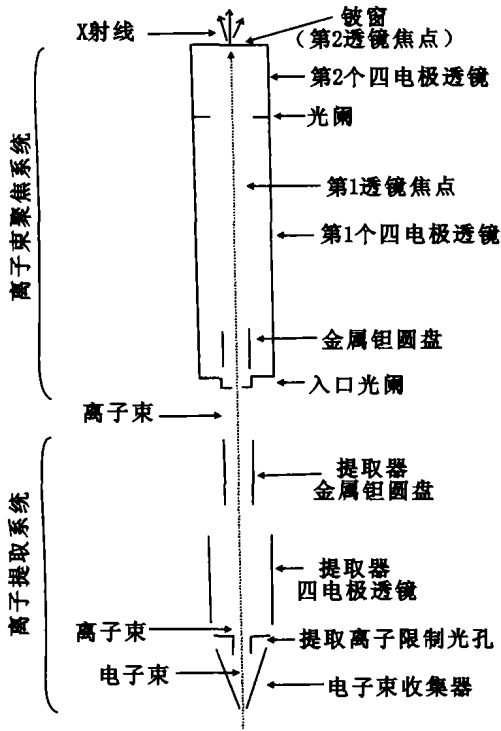 X射线
铍窗
（第2透镜焦点）
第2个四电极透镜
光阑
第1透镜焦点
第1个四电极透镜
离子束聚焦系统
金属钽圆盘
入口光阑
离子束
提取器
金属钽圆盘
离子提取系统
提取器
四电极透镜
离子束
提取离子限制光孔
电子束
电子束收集器